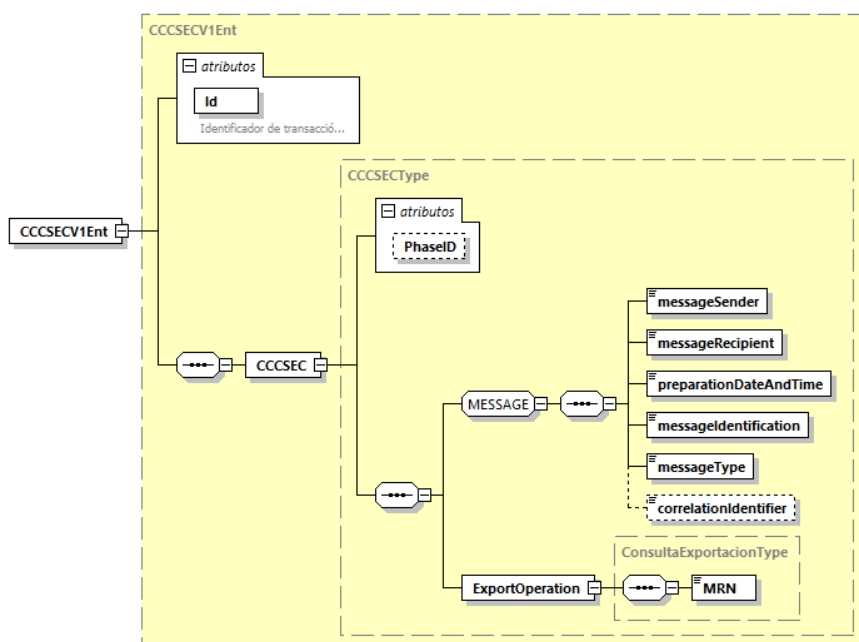 CCCSECV1Ent
atributos
Id
Identificador de transacció...
CCCSECType
atributos
PhaseID
CCCSECV1Ent
CCCSEC
messageSender
messageRecipient
preparationDateAndTime
MESSAGE
messageIdentification
messageType
correlationIdentifier
ConsultaExportacionType
ExportOperation
MRN